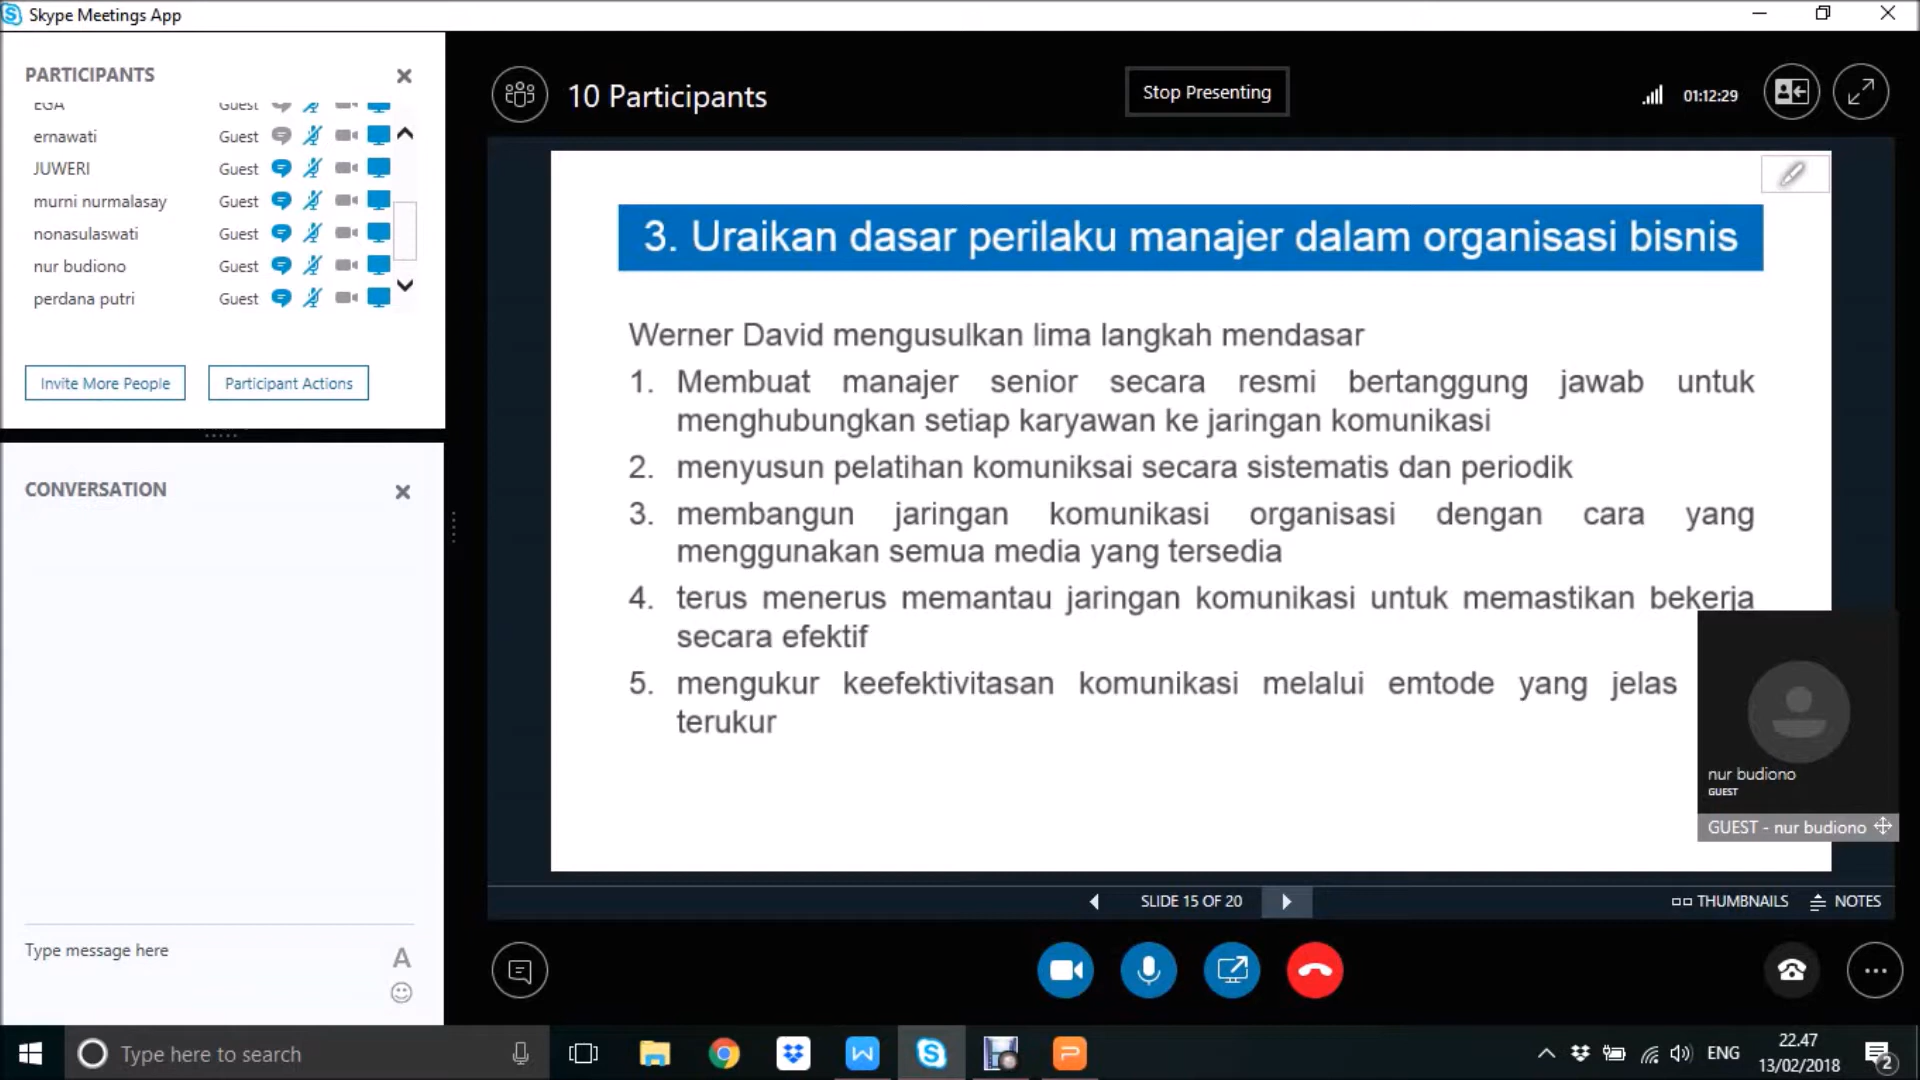 Skype Meetings App
PARTICIPANTS
EGA Guest
ernawati Guest
JUWERI Guest
murni nurmalasay Guest
nonasulaswati Guest
nur budiono Guest
perdana putri Guest
Invite More People Participant Actions
CONVERSATION
Type message here
A
10 Participants
Stop Presenting
01:12:29
3. Uraikan dasar perilaku manajer dalam organisasi bisnis
Werner David mengusulkan lima langkah mendasar
1. Membuat manajer senior secara resmi bertanggung jawab untuk
menghubungkan setiap karyawan ke jaringan komunikasi
2. menyusun pelatihan komuniksai secara sistematis dan periodik
3. membangun jaringan komunikasi organisasi dengan cara yang
menggunakan semua media yang tersedia
4. terus menerus memantau jaringan komunikasi untuk memastikan bekerja
secara efektif
5. mengukur keefektivitasan komunikasi melalui emtode yang jelas
terukur
nur budiono
GUEST
GUEST - nur budiono
SLIDE 15 OF 20
THUMBNAILS NOTES
Type here to search
ENG
22.47
13/02/2018
2